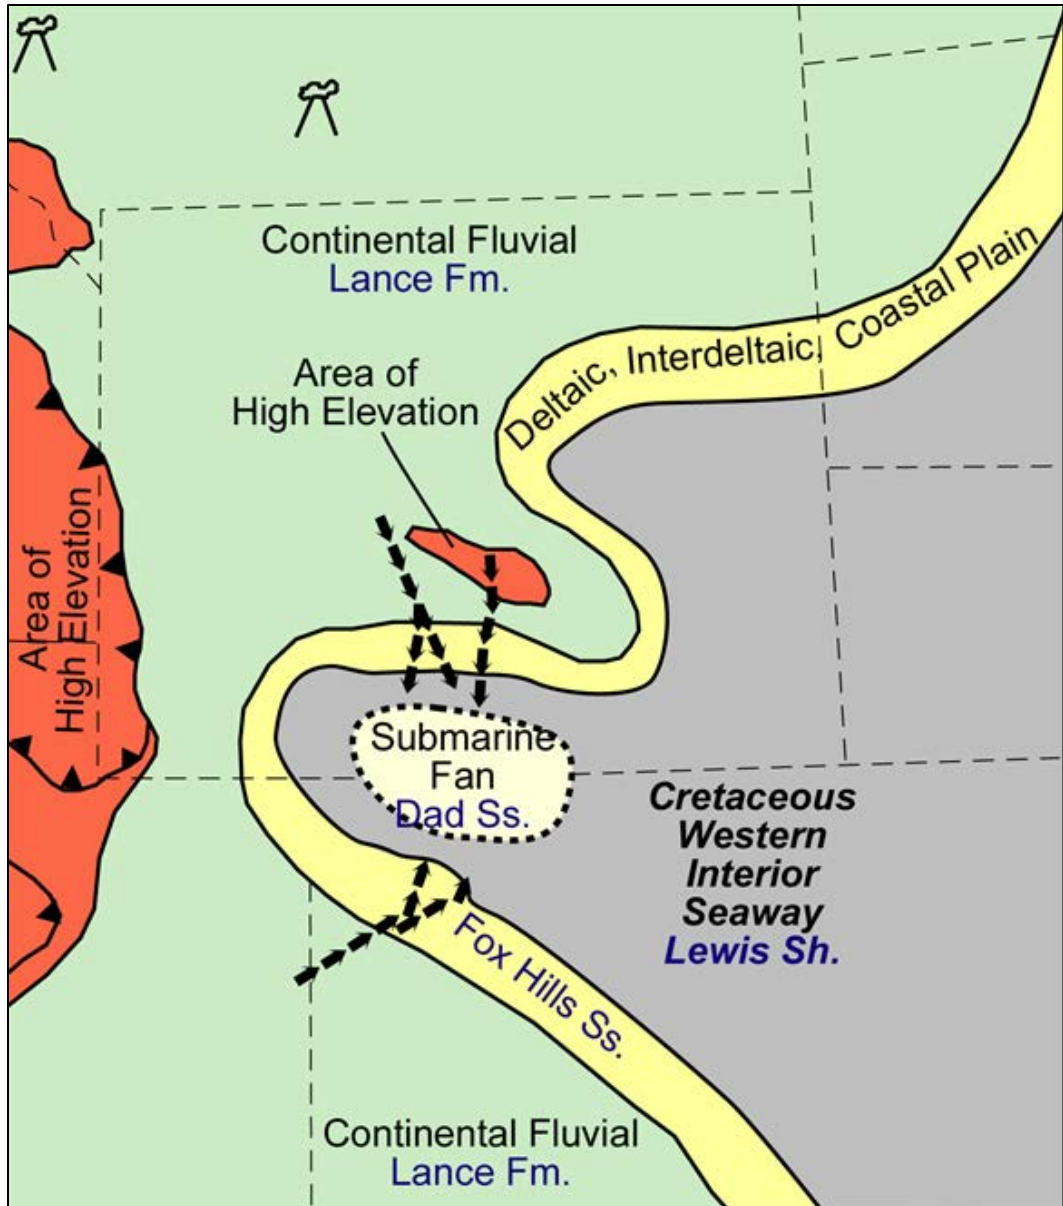 Continental Fluvial
Lance Fm.
Deltaic, Interdeltaic, Coastal Plain
Area of
High Elevation
Area of
High Elevation
Submarine
Fan
Dad Ss.
Cretaceous
Western
Interior
Seaway
Lewis Sh.
Fox Hills Ss.
Continental Fluvial
Lance Fm.